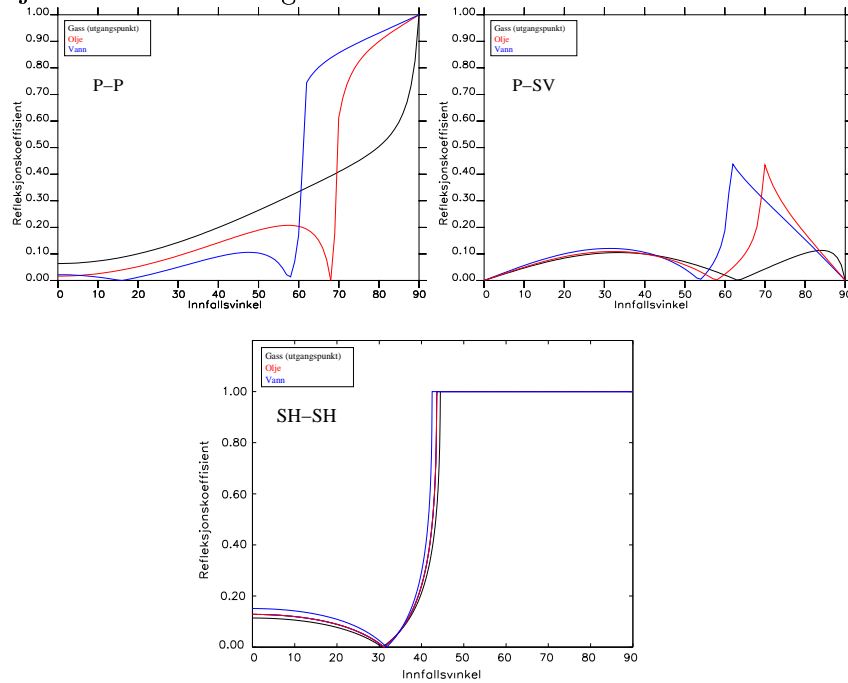 1.00
0.90
0.80
0.70
0.60
0.50
0.40
0.30
0.20
0.10
0.00
Refleksjonskoeffisient
Gass (utgangspunkt)
Olje
Vann
P–P
0 10 20 30 40 50 60 70 80 90
Innfallsvinkel
1.00
0.90
0.80
0.70
0.60
0.50
0.40
0.30
0.20
0.10
0.00
Refleksjonskoeffisient
Gass (utgangspunkt)
Olje
Vann
P–SV
0 10 20 30 40 50 60 70 80 90
Innfallsvinkel
1.00
0.80
0.60
0.40
0.20
0.00
Refleksjonskoeffisient
Gass (utgangspunkt)
Olje
Vann
SH–SH
0 10 20 30 40 50 60 70 80 90
Innfallsvinkel